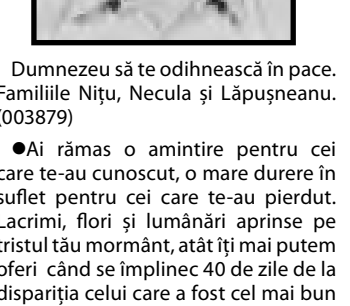 Dumnezeu să te odihnească în pace.
Familiile Nițu, Necula și Lăpușneanu.
(003879)
●Ai rămas o amintire pentru cei
care te-au cunoscut, o mare durere în
suflet pentru cei care te-au pierdut.
Lacrimi, flori și lumânări aprinse pe
tristul tău mormânt, atât îți mai putem
oferi când se împlinec 40 de zile de la
dispariția celui care a fost cel mai bun